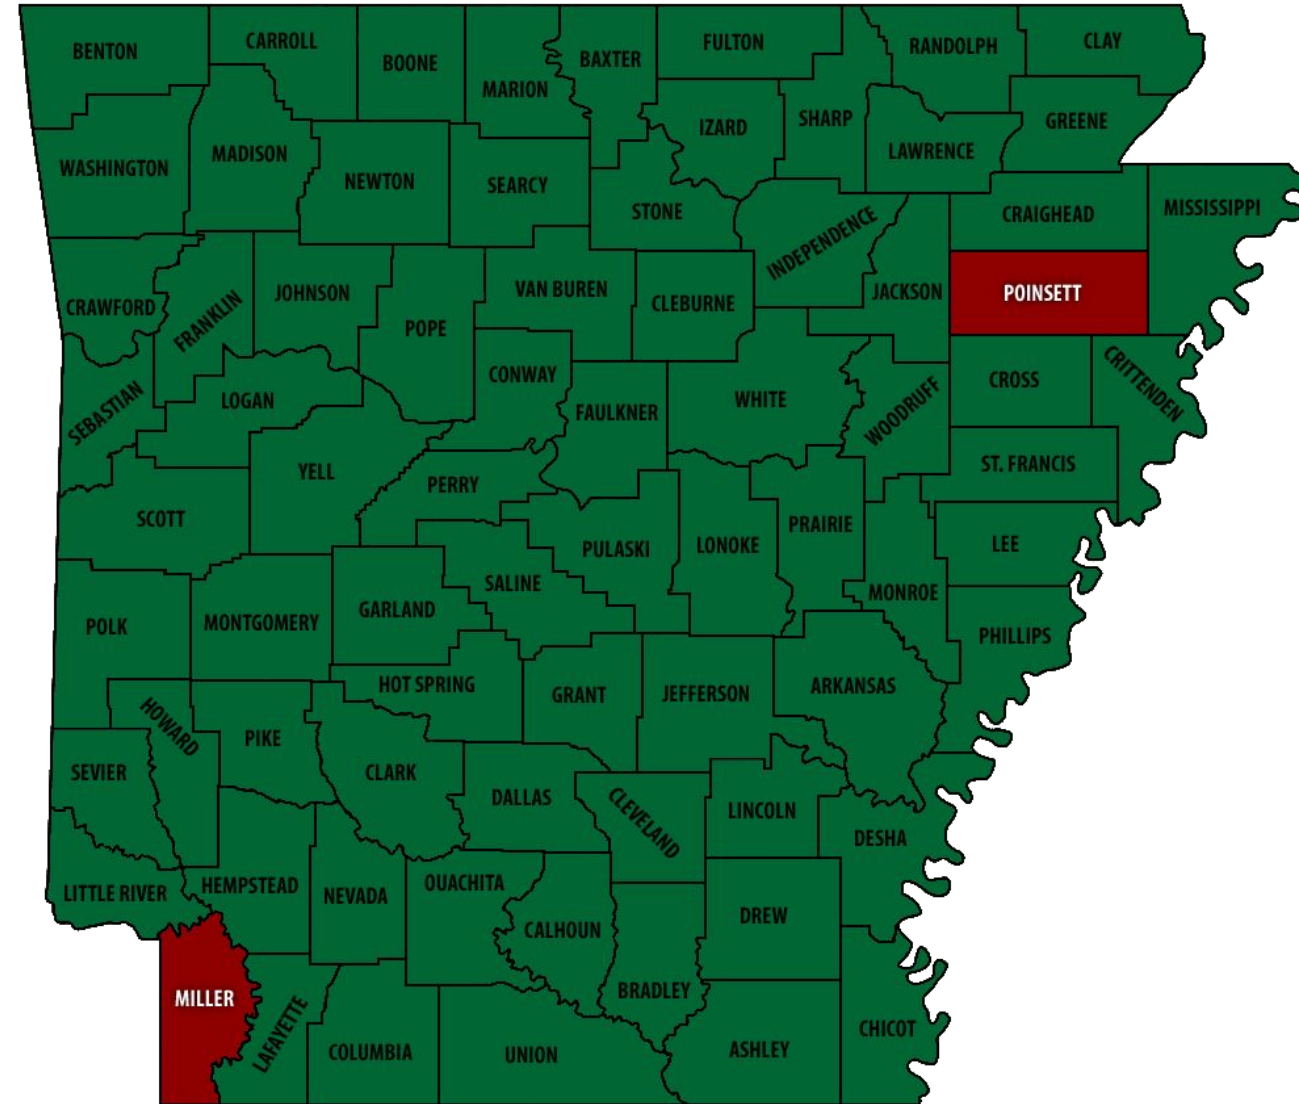 BENTON
CARROLL
BOONE
MARION
BAXTER
FULTON
RANDOLPH
CLAY
WASHINGTON
MADISON
NEWTON
SEARCY
STONE
IZARD
SHARP
LAWRENCE
GREENE
CRAIGHEAD
MISSISSIPPI
CRAWFORD
FRANKLIN
JOHNSON
POPE
VAN BUREN
CLEBURNE
INDEPENDENCE
JACKSON
POINSETT
SEBASTIAN
LOGAN
CONWAY
FAULKNER
WHITE
WOODRUFF
CROSS
CRITTENDEN
SCOTT
YELL
PERRY
PULASKI
LONOKE
PRAIRIE
ST. FRANCIS
LEE
POLK
MONTGOMERY
GARLAND
SALINE
MONROE
PHILLIPS
HOWARD
PIKE
HOT SPRING
GRANT
JEFFERSON
ARKANSAS
SEVIER
CLARK
DALLAS
CLEVELAND
LINCOLN
DESHA
LITTLE RIVER
HEMPSTEAD
NEVADA
OUACHITA
CALHOUN
BRADLEY
DREW
MILLER
LAFAYETTE
COLUMBIA
UNION
ASHLEY
CHICOT